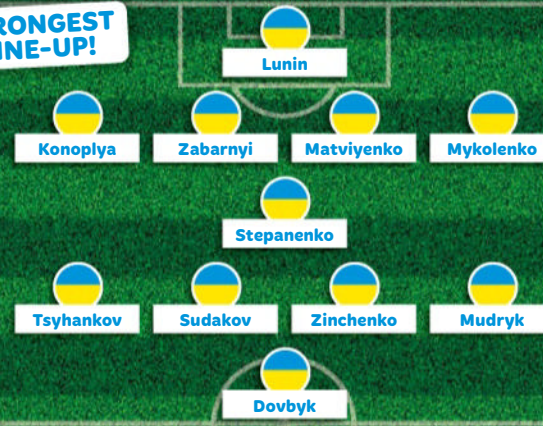 RONGEST
INE-UP!
Lunin
Konoplya Zabarnyi Matviyenko Mykolenko
Stepanenko
Tsyhankov Sudakov Zinchenko Mudryk
Dovbyk